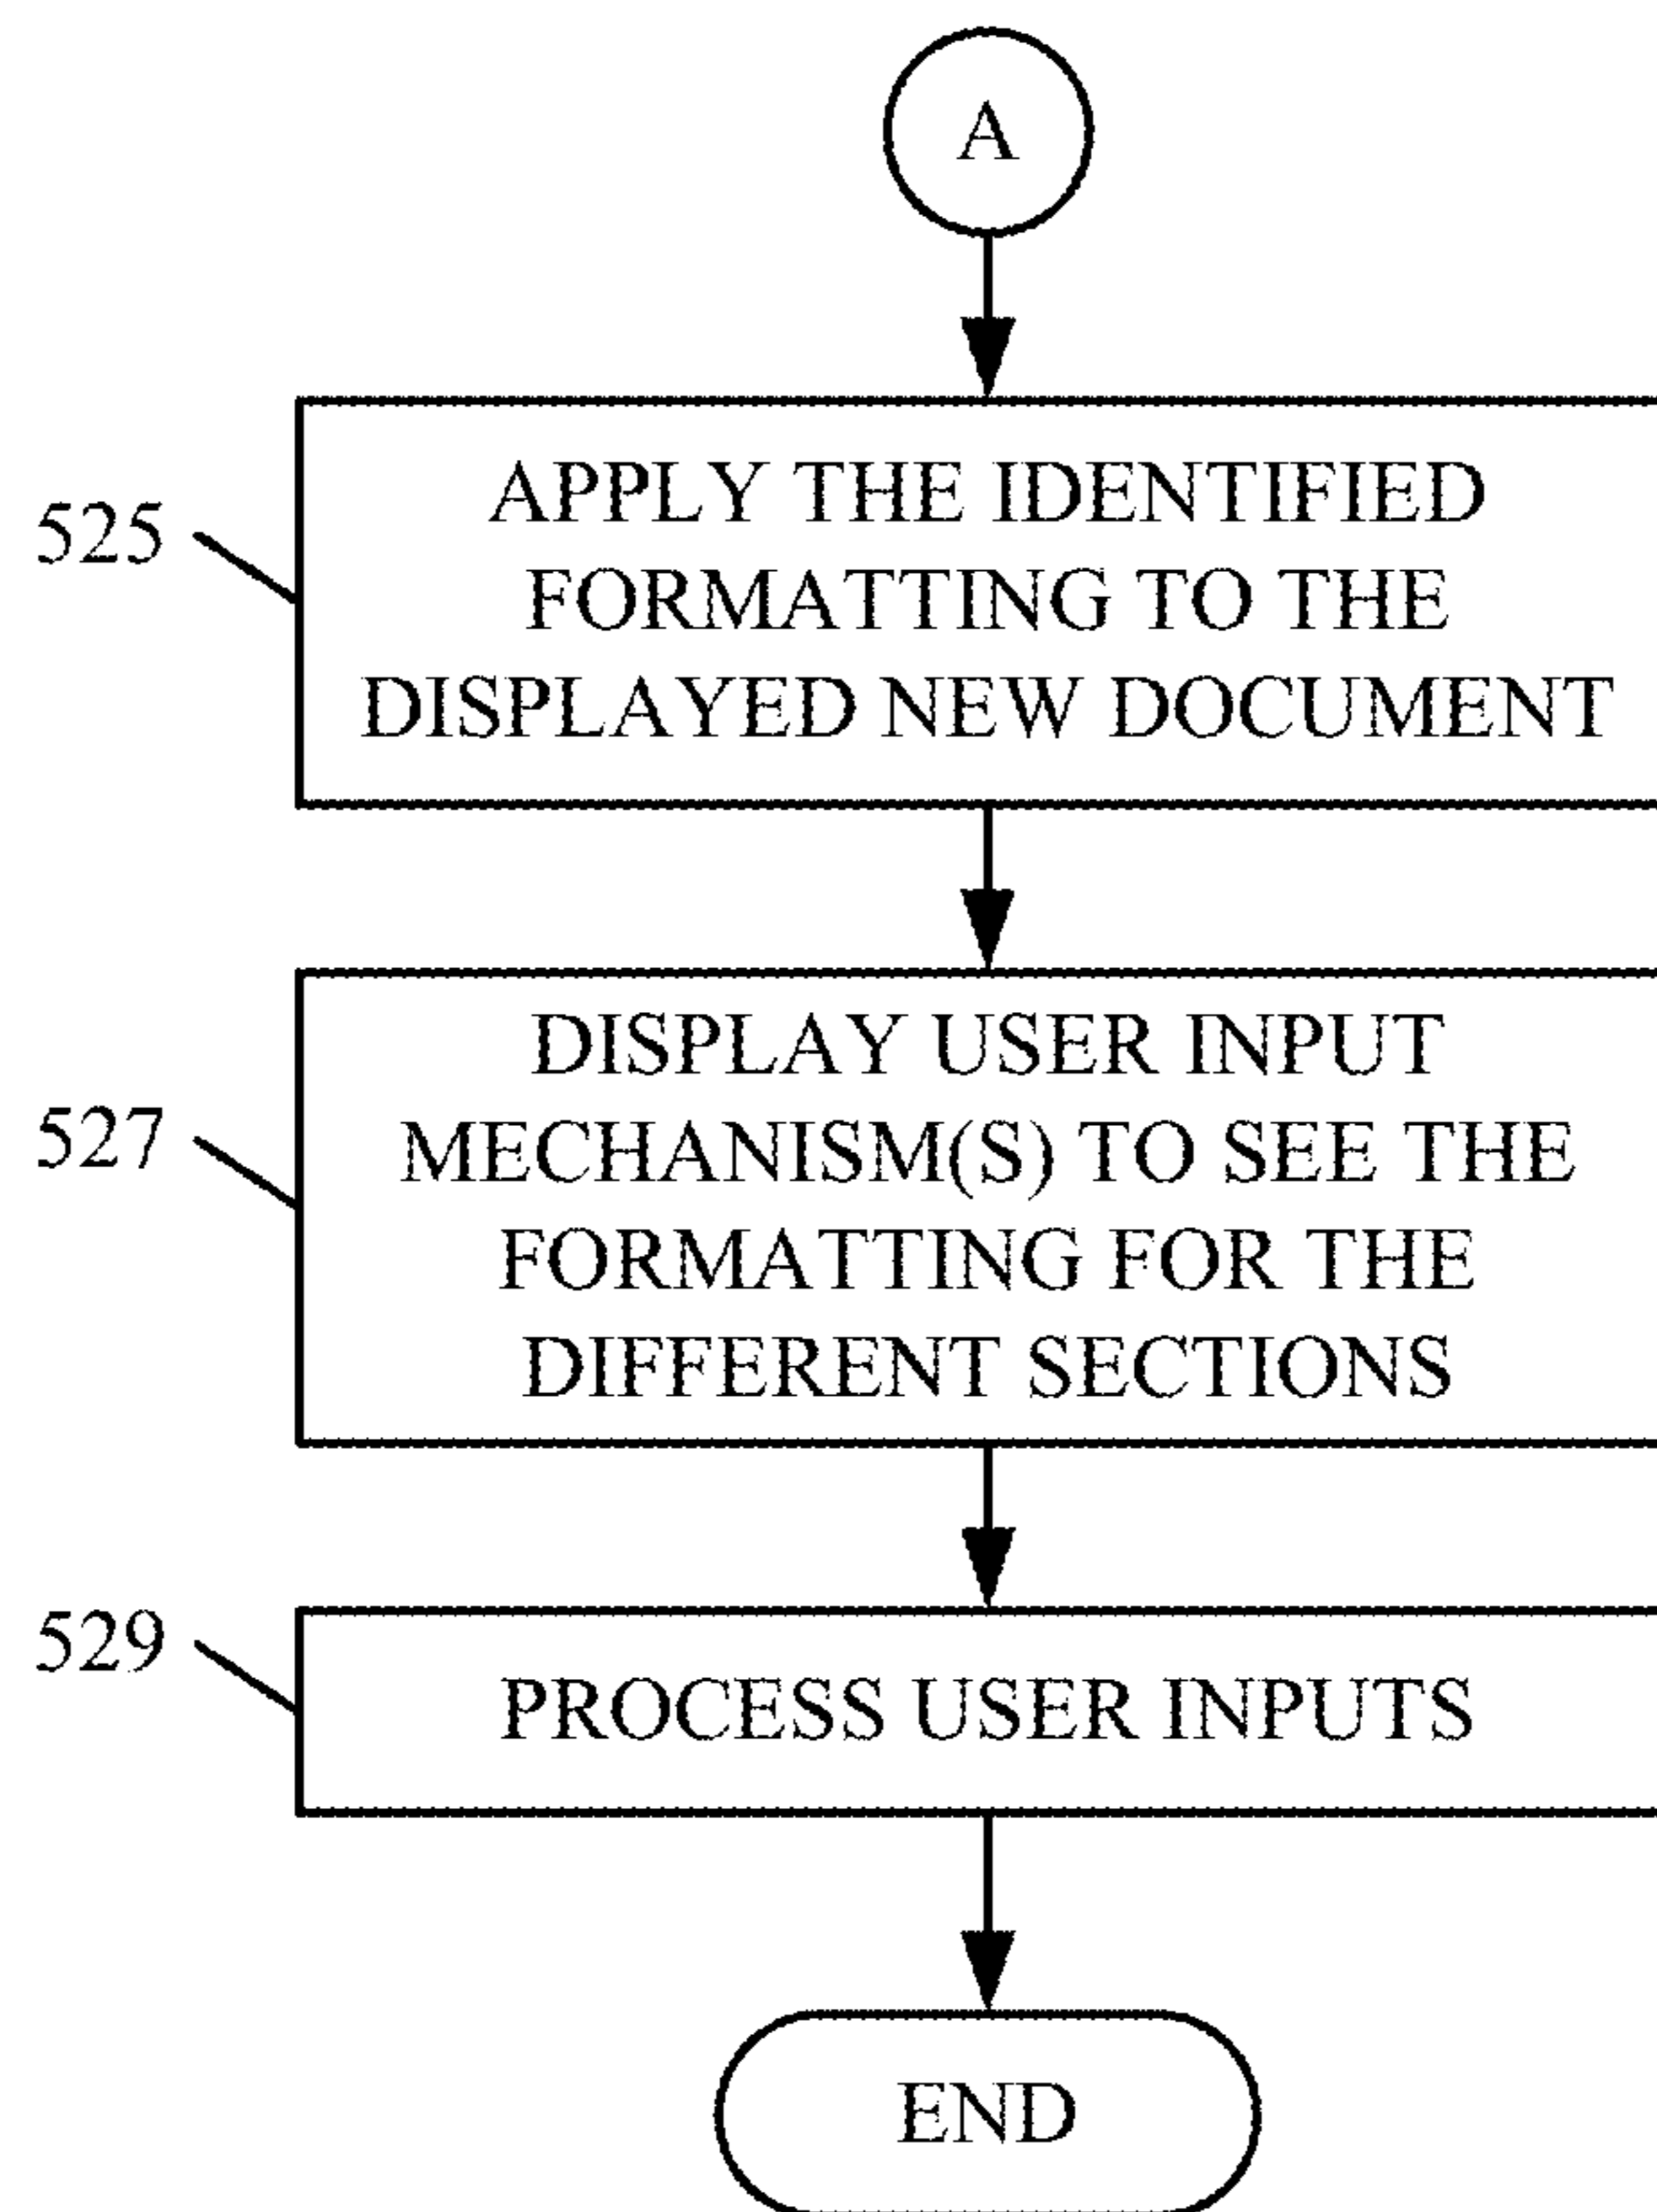 A
525
APPLY THE IDENTIFIED
FORMATTING TO THE
DISPLAYED NEW DOCUMENT
527
DISPLAY USER INPUT
MECHANISM(S) TO SEE THE
FORMATTING FOR THE
DIFFERENT SECTIONS
529
PROCESS USER INPUTS
END